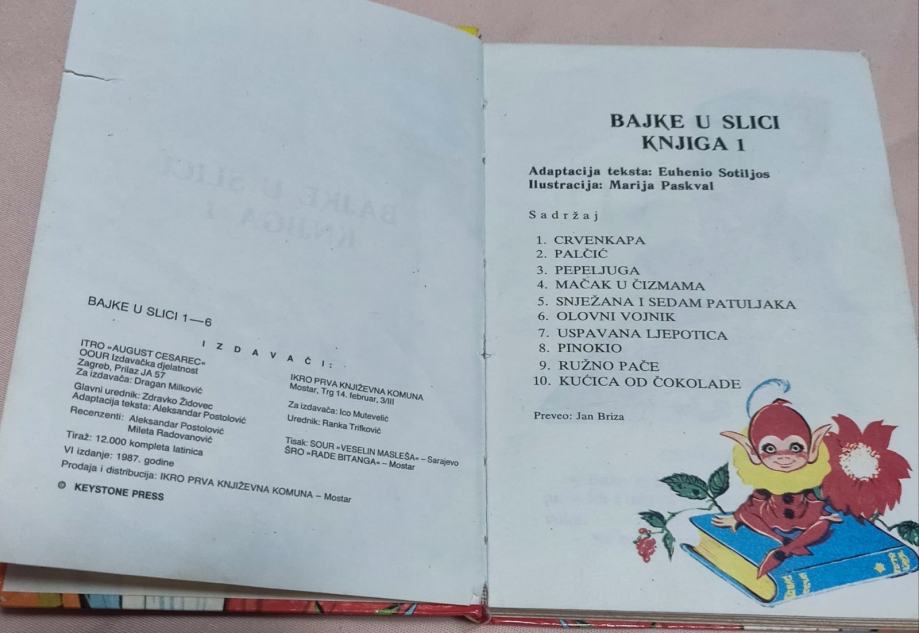 BAJKE U SLICI 1—6
I Z D A V A Č I :
ITRO »AUGUST CESAREC«
OOUR Izdavačka djelatnost
Zagreb, Prilaz JA 57
Za izdavača: Dragan Milković
Glavni urednik: Zdravko Židovec
Adaptacija teksta: Aleksandar Postolović
Recenzenti: Aleksandar Postolović
Mileta Radovanović
Tiraž: 12.000 kompleta latinica
VI izdanje: 1987. godine
Prodaja i distribucija: IKRO PRVA KNJIŽEVNA KOMUNA – Mostar
© KEYSTONE PRESS
IKRO PRVA KNJIŽEVNA KOMUNA
Mostar, Trg 14. februar, 3/III
Za izdavača: Ico Mutevelić
Urednik: Ranka Trifković
Tisak: SOUR »VESELIN MASLEŠA« – Sarajevo
ŠRO »RADE BITANGA« – Mostar
BAJKE U SLICI
KNJIGA 1
Adaptacija teksta: Euhenio Sotiljos
Ilustracija: Marija Paskval
Sadržaj
1. CRVENKAPA
2. PALČIĆ
3. PEPELJUGA
4. MAČAK U ČIZMAMA
5. SNJEŽANA I SEDAM PATULJAKA
6. OLOVNI VOJNIK
7. USPAVANA LJEPOTICA
8. PINOKIO
9. RUŽNO PAČE
10. KUĆICA OD ČOKOLADE
Preveo: Jan Briza